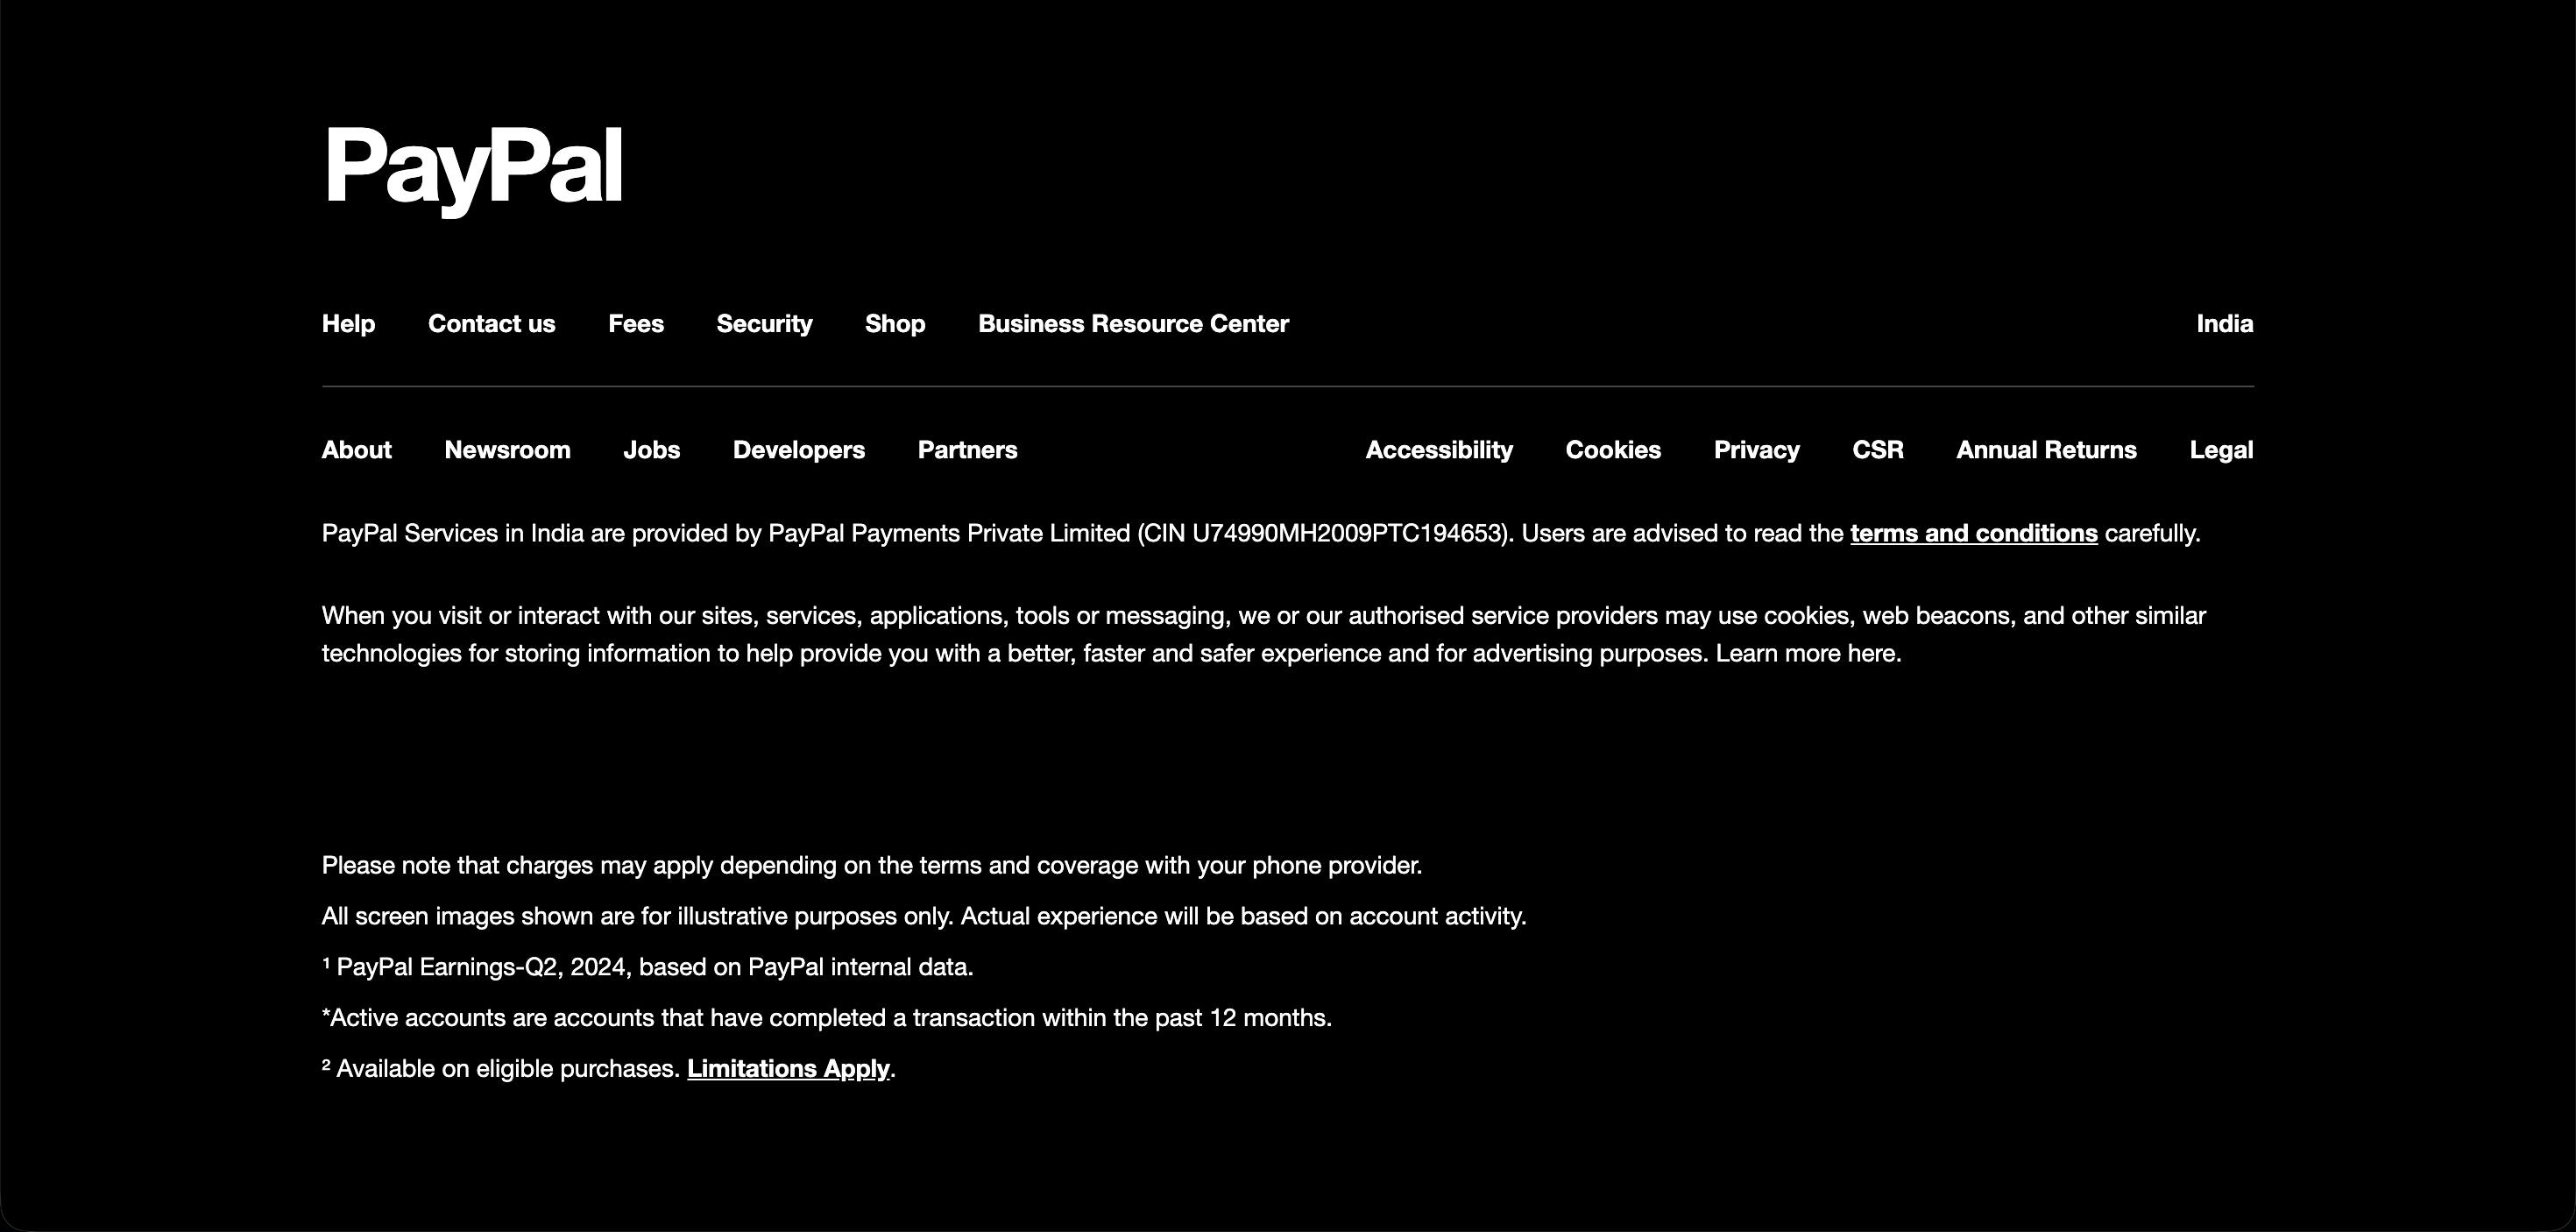 PayPal
Help Contact us Fees Security Shop Business Resource Center India
About Newsroom Jobs Developers Partners Accessibility Cookies Privacy CSR Annual Returns Legal
PayPal Services in India are provided by PayPal Payments Private Limited (CIN U74990MH2009PTC194653). Users are advised to read the terms and conditions carefully.
When you visit or interact with our sites, services, applications, tools or messaging, we or our authorised service providers may use cookies, web beacons, and other similar
technologies for storing information to help provide you with a better, faster and safer experience and for advertising purposes. Learn more here.
Please note that charges may apply depending on the terms and coverage with your phone provider.
All screen images shown are for illustrative purposes only. Actual experience will be based on account activity.
¹ PayPal Earnings-Q2, 2024, based on PayPal internal data.
*Active accounts are accounts that have completed a transaction within the past 12 months.
² Available on eligible purchases. Limitations Apply.